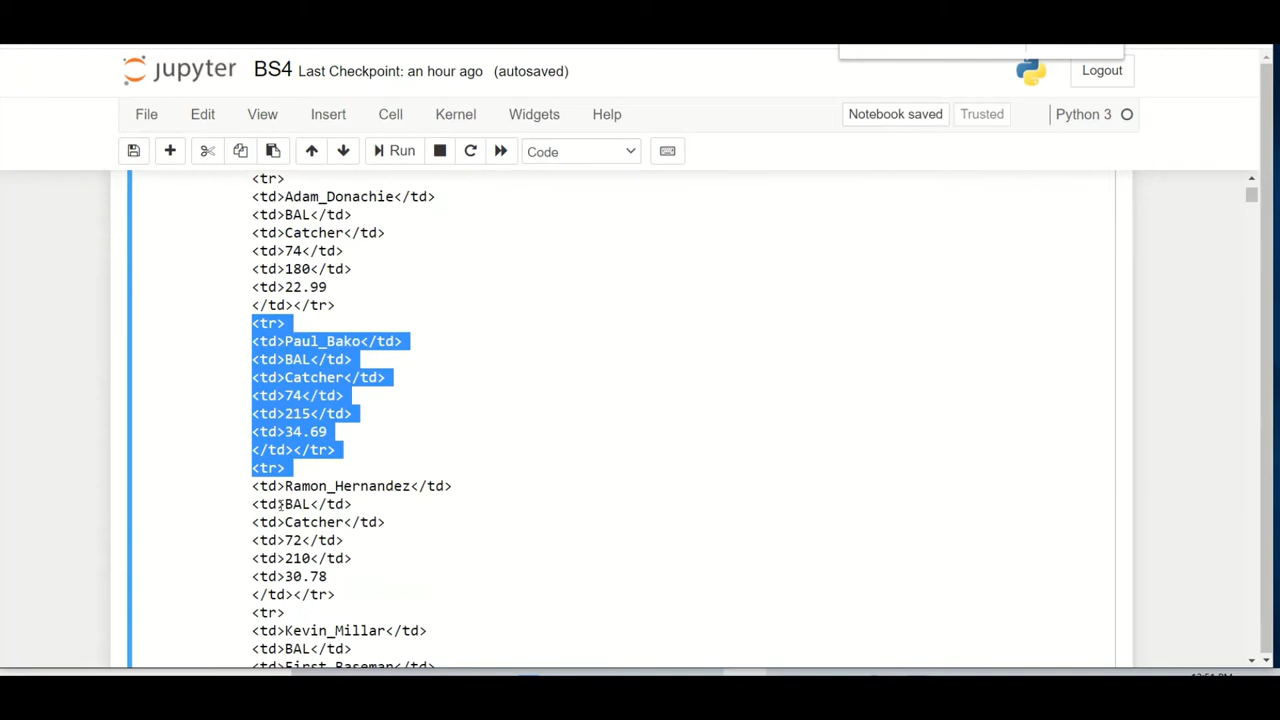 jupyter BS4 Last Checkpoint: an hour ago (autosaved) Logout
File Edit View Insert Cell Kernel Widgets Help Notebook saved Trusted Python 3
Run Code
<tr>
<td>Adam_Donachie</td>
<td>BAL</td>
<td>Catcher</td>
<td>74</td>
<td>180</td>
<td>22.99
</td></tr>
<tr>
<td>Paul_Bako</td>
<td>BAL</td>
<td>Catcher</td>
<td>74</td>
<td>215</td>
<td>34.69
</td></tr>
<tr>
<td>Ramon_Hernandez</td>
<td>BAL</td>
<td>Catcher</td>
<td>72</td>
<td>210</td>
<td>30.78
</td></tr>
<tr>
<td>Kevin_Millar</td>
<td>BAL</td>
<td>First_Baseman</td>